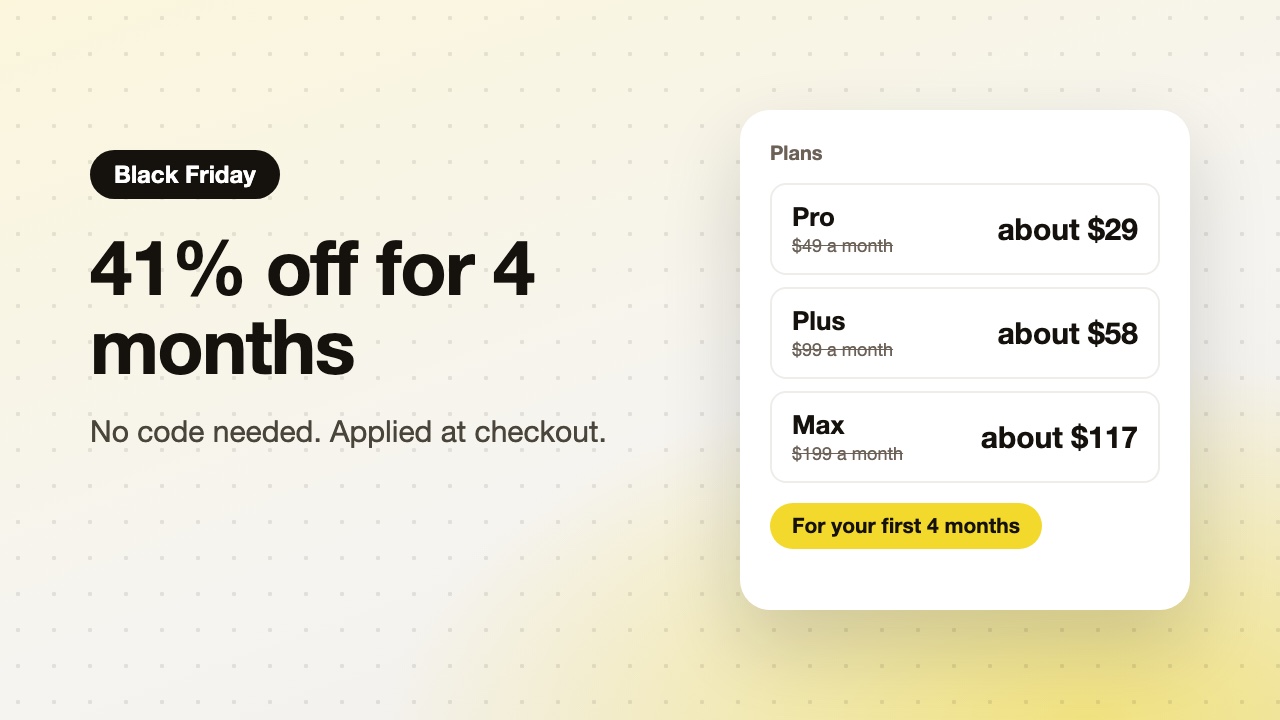 Black Friday
41% off for 4
months
No code needed. Applied at checkout.
Plans
Pro
$49 a month
about $29
Plus
$99 a month
about $58
Max
$199 a month
about $117
For your first 4 months